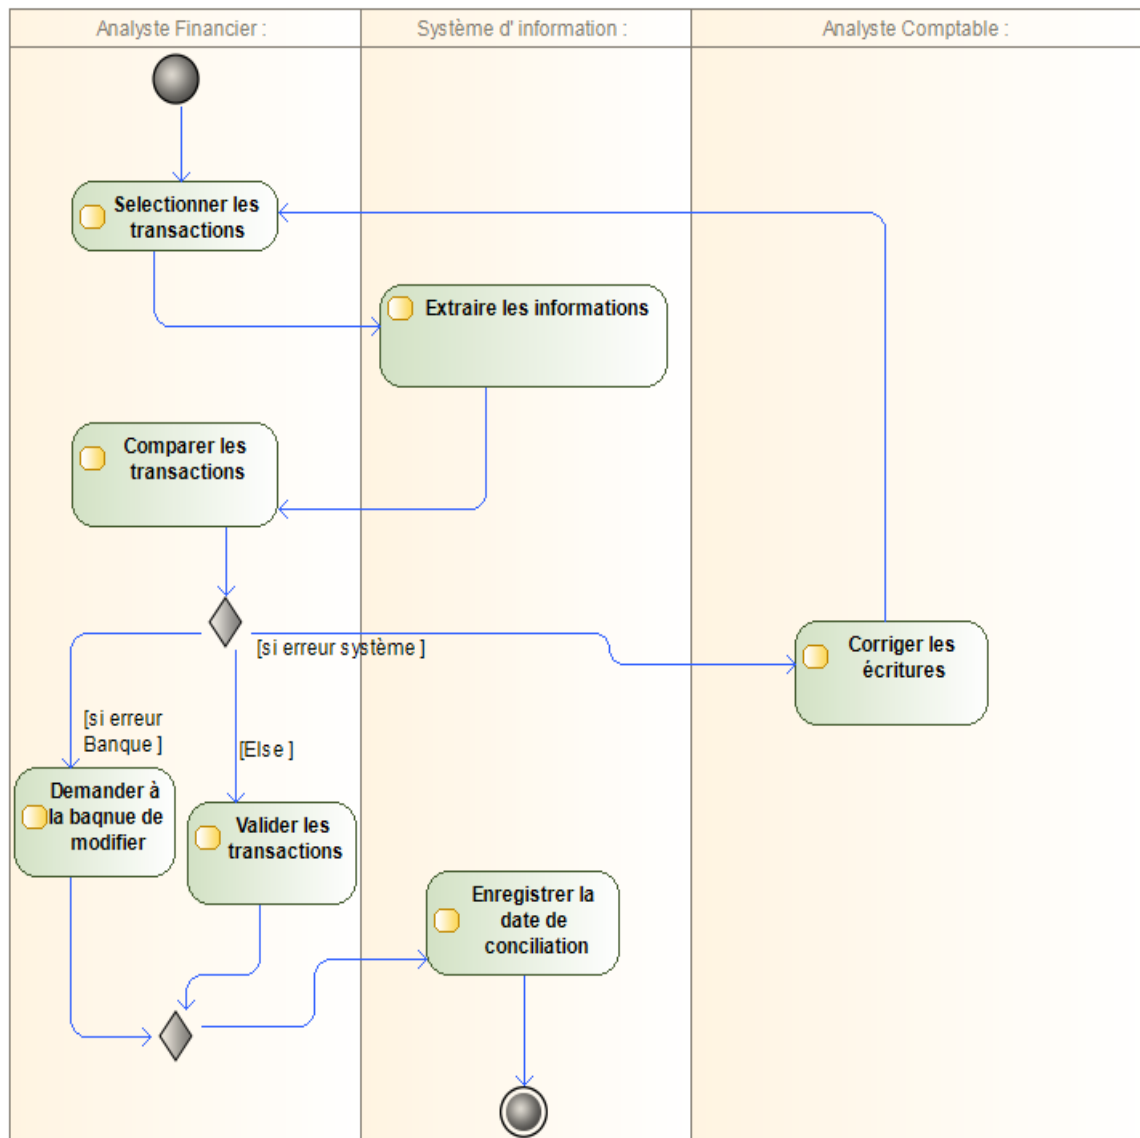 Analyste Financier :
Système d' information :
Analyste Comptable :
Selectionner les
transactions
Extraire les informations
Comparer les
transactions
[si erreur système ]
Corriger les
écritures
[si erreur
Banque ]
[Else ]
Demander à
la baqnue de
modifier
Valider les
transactions
Enregistrer la
date de
conciliation